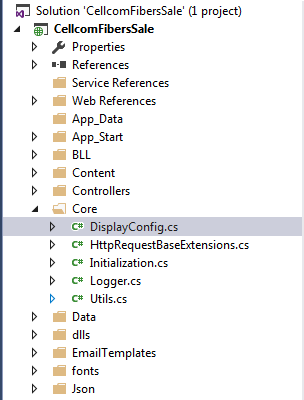 Solution 'CellcomFibersSale' (1 project)
CellcomFibersSale
Properties
References
Service References
Web References
App_Data
App_Start
BLL
Content
Controllers
Core
C# DisplayConfig.cs
C# HttpRequestBaseExtensions.cs
C# Initialization.cs
C# Logger.cs
C# Utils.cs
Data
dlls
EmailTemplates
fonts
Json